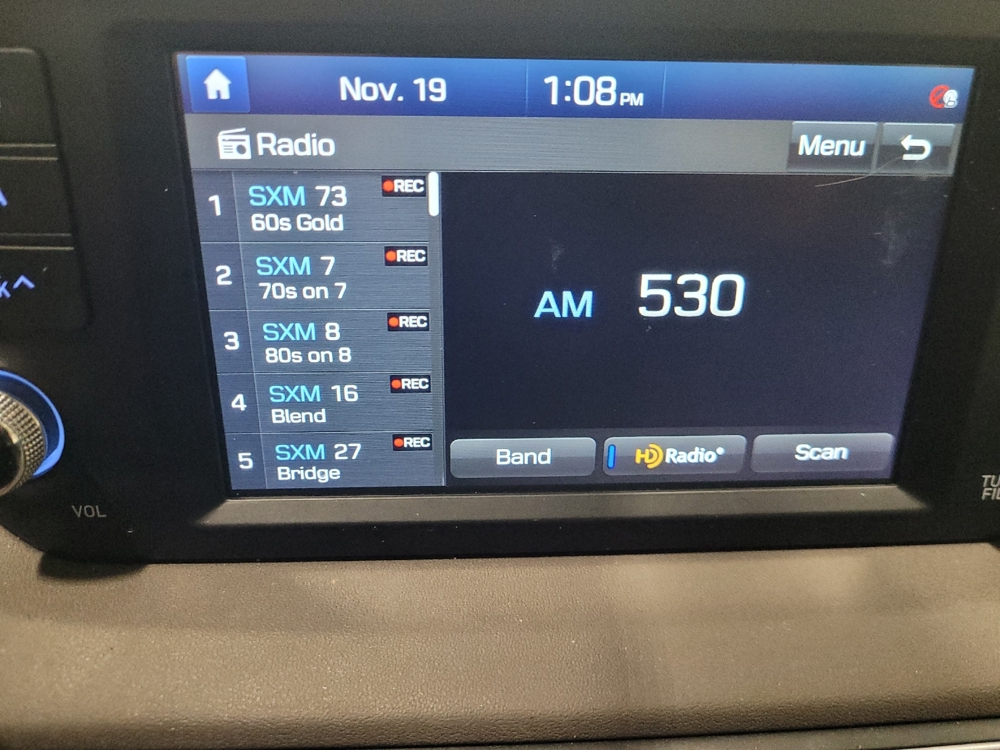 Nov. 19 1:08 PM
Radio Menu
1 SXM 73 REC
60s Gold
2 SXM 7 REC
70s on 7
3 SXM 8 REC
80s on 8
4 SXM 16 REC
Blend
5 SXM 27 REC
Bridge
AM 530
Band HD Radio® Scan
VOL